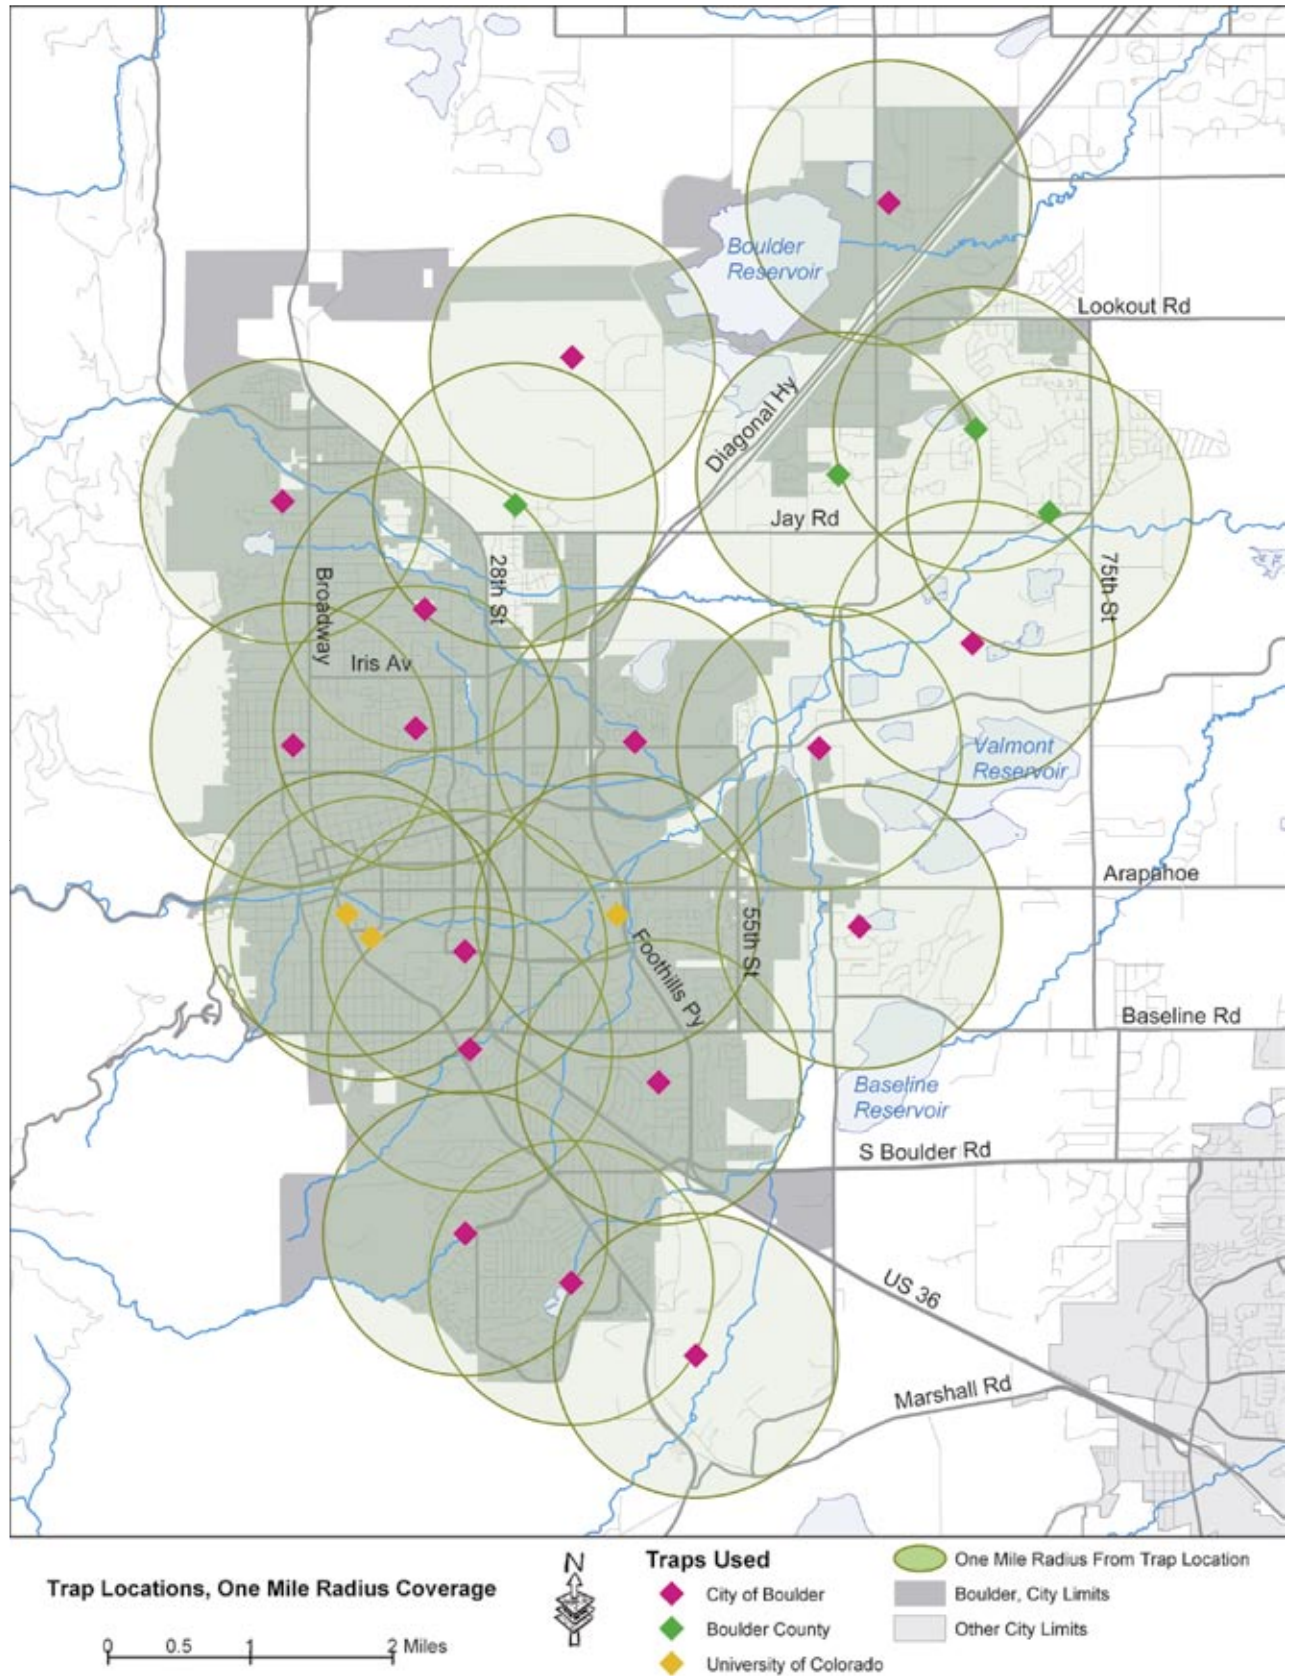 Boulder
Reservoir
Lookout Rd
Diagonal Hy
Jay Rd
28th St
75th St
Broadway
Iris Av
Valmont
Reservoir
Arapahoe
55th St
Foothills Py
Baseline Rd
Baseline
Reservoir
S Boulder Rd
US 36
Marshall Rd
Trap Locations, One Mile Radius Coverage
0 0.5 1 2 Miles
N
Traps Used
City of Boulder
Boulder County
University of Colorado
One Mile Radius From Trap Location
Boulder, City Limits
Other City Limits